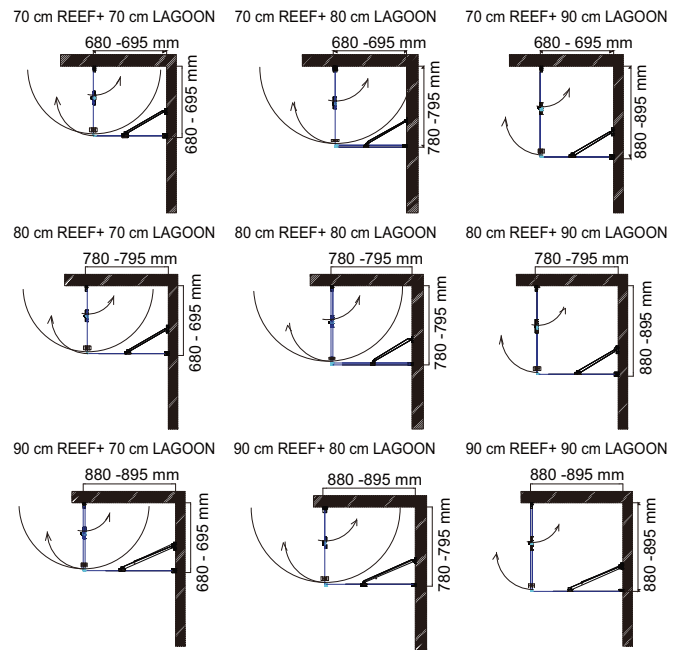 70 cm REEF+ 70 cm LAGOON
680 -695 mm
680 - 695 mm
70 cm REEF+ 80 cm LAGOON
680 -695 mm
780 -795 mm
70 cm REEF+ 90 cm LAGOON
680 - 695 mm
880 -895 mm
80 cm REEF+ 70 cm LAGOON
780 -795 mm
680 - 695 mm
80 cm REEF+ 80 cm LAGOON
780 -795 mm
780 -795 mm
80 cm REEF+ 90 cm LAGOON
780 -795 mm
880 -895 mm
90 cm REEF+ 70 cm LAGOON
880 -895 mm
680 - 695 mm
90 cm REEF+ 80 cm LAGOON
880 -895 mm
780 -795 mm
90 cm REEF+ 90 cm LAGOON
880 -895 mm
880 -895 mm